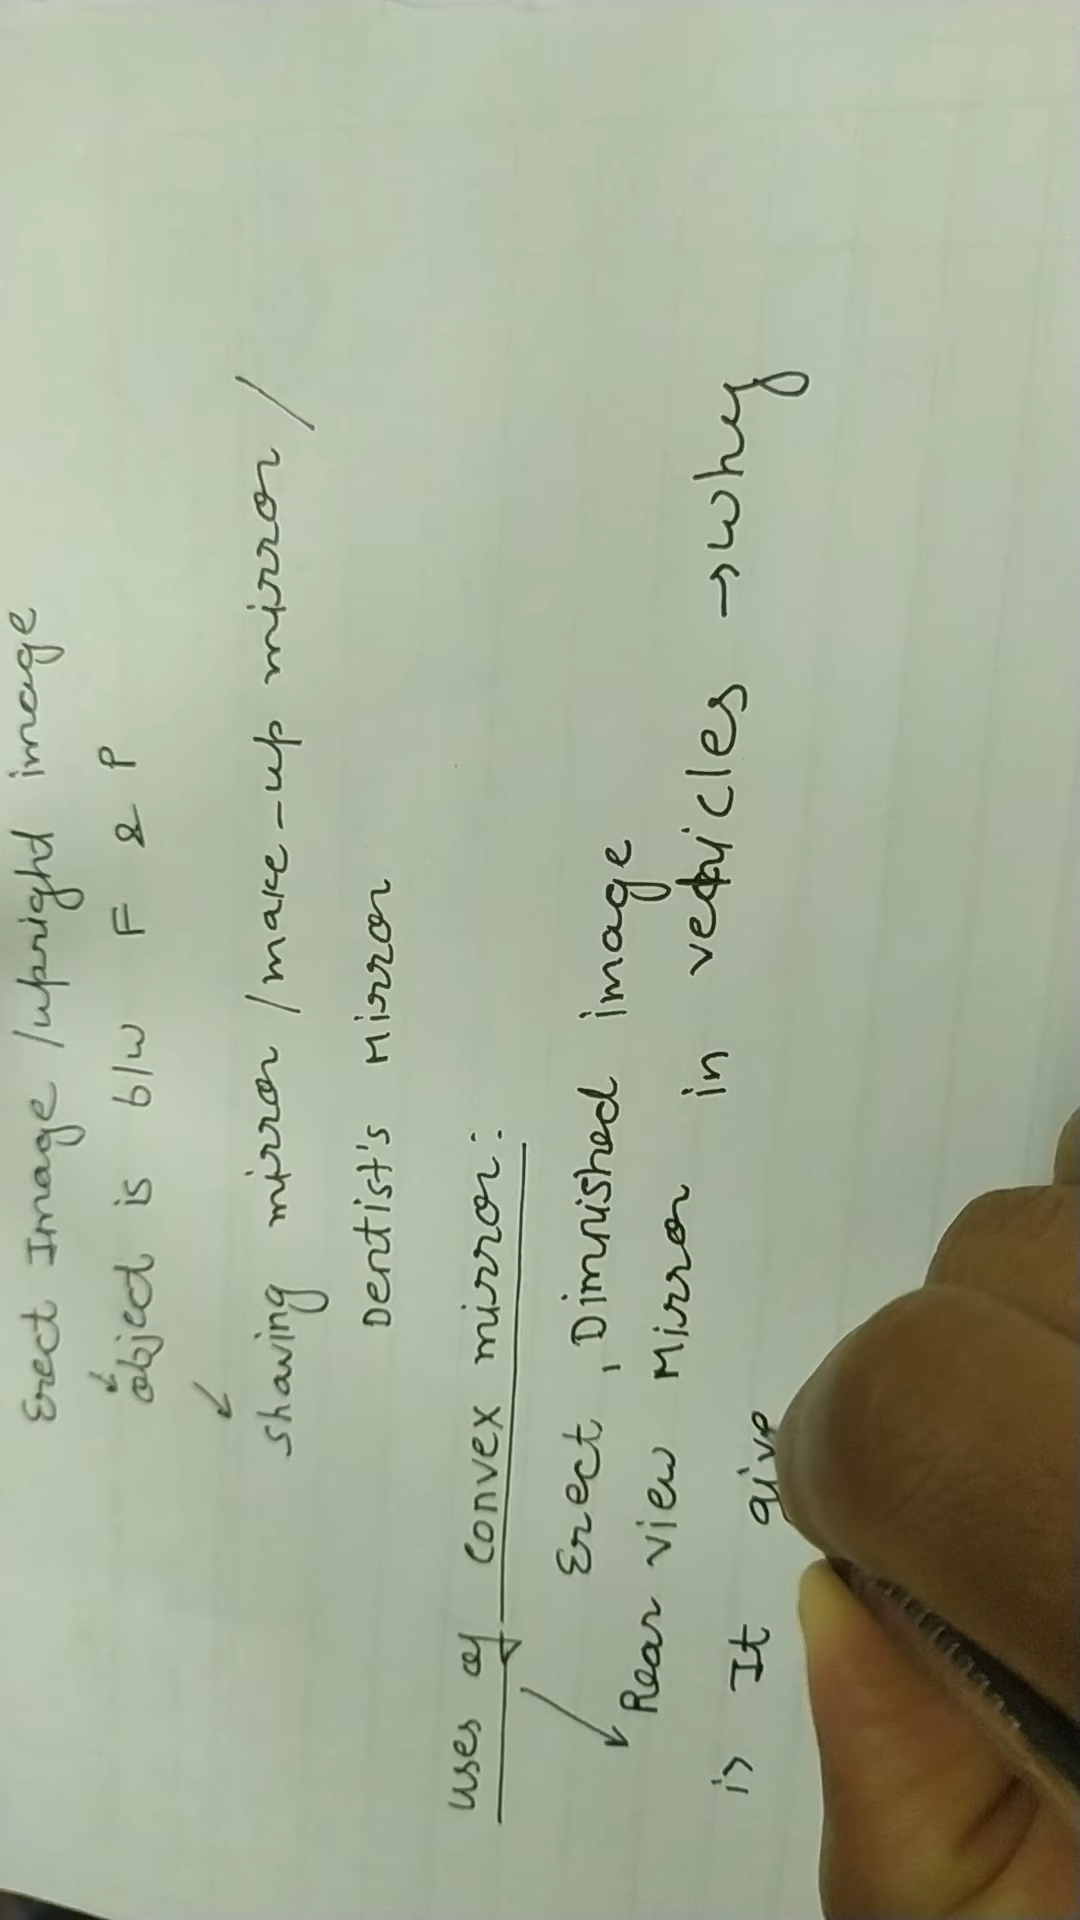 Erect Image /upright image
object is b/w F & P
shaving mirror /make-up mirror /
Dentist's Mirror
uses of convex mirror:
Erect, Diminished image
Rear view Mirror in vehicles → why
i) It give